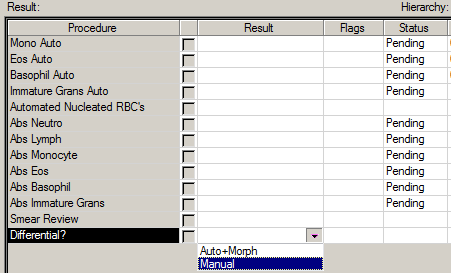 Result: Hierarchy:
Procedure Result Flags Status
Mono Auto Pending
Eos Auto Pending
Basophil Auto Pending
Immature Grans Auto Pending
Automated Nucleated RBC's
Abs Neutro Pending
Abs Lymph Pending
Abs Monocyte Pending
Abs Eos Pending
Abs Basophil Pending
Abs Immature Grans Pending
Smear Review
Differential?
Auto+Morph
Manual